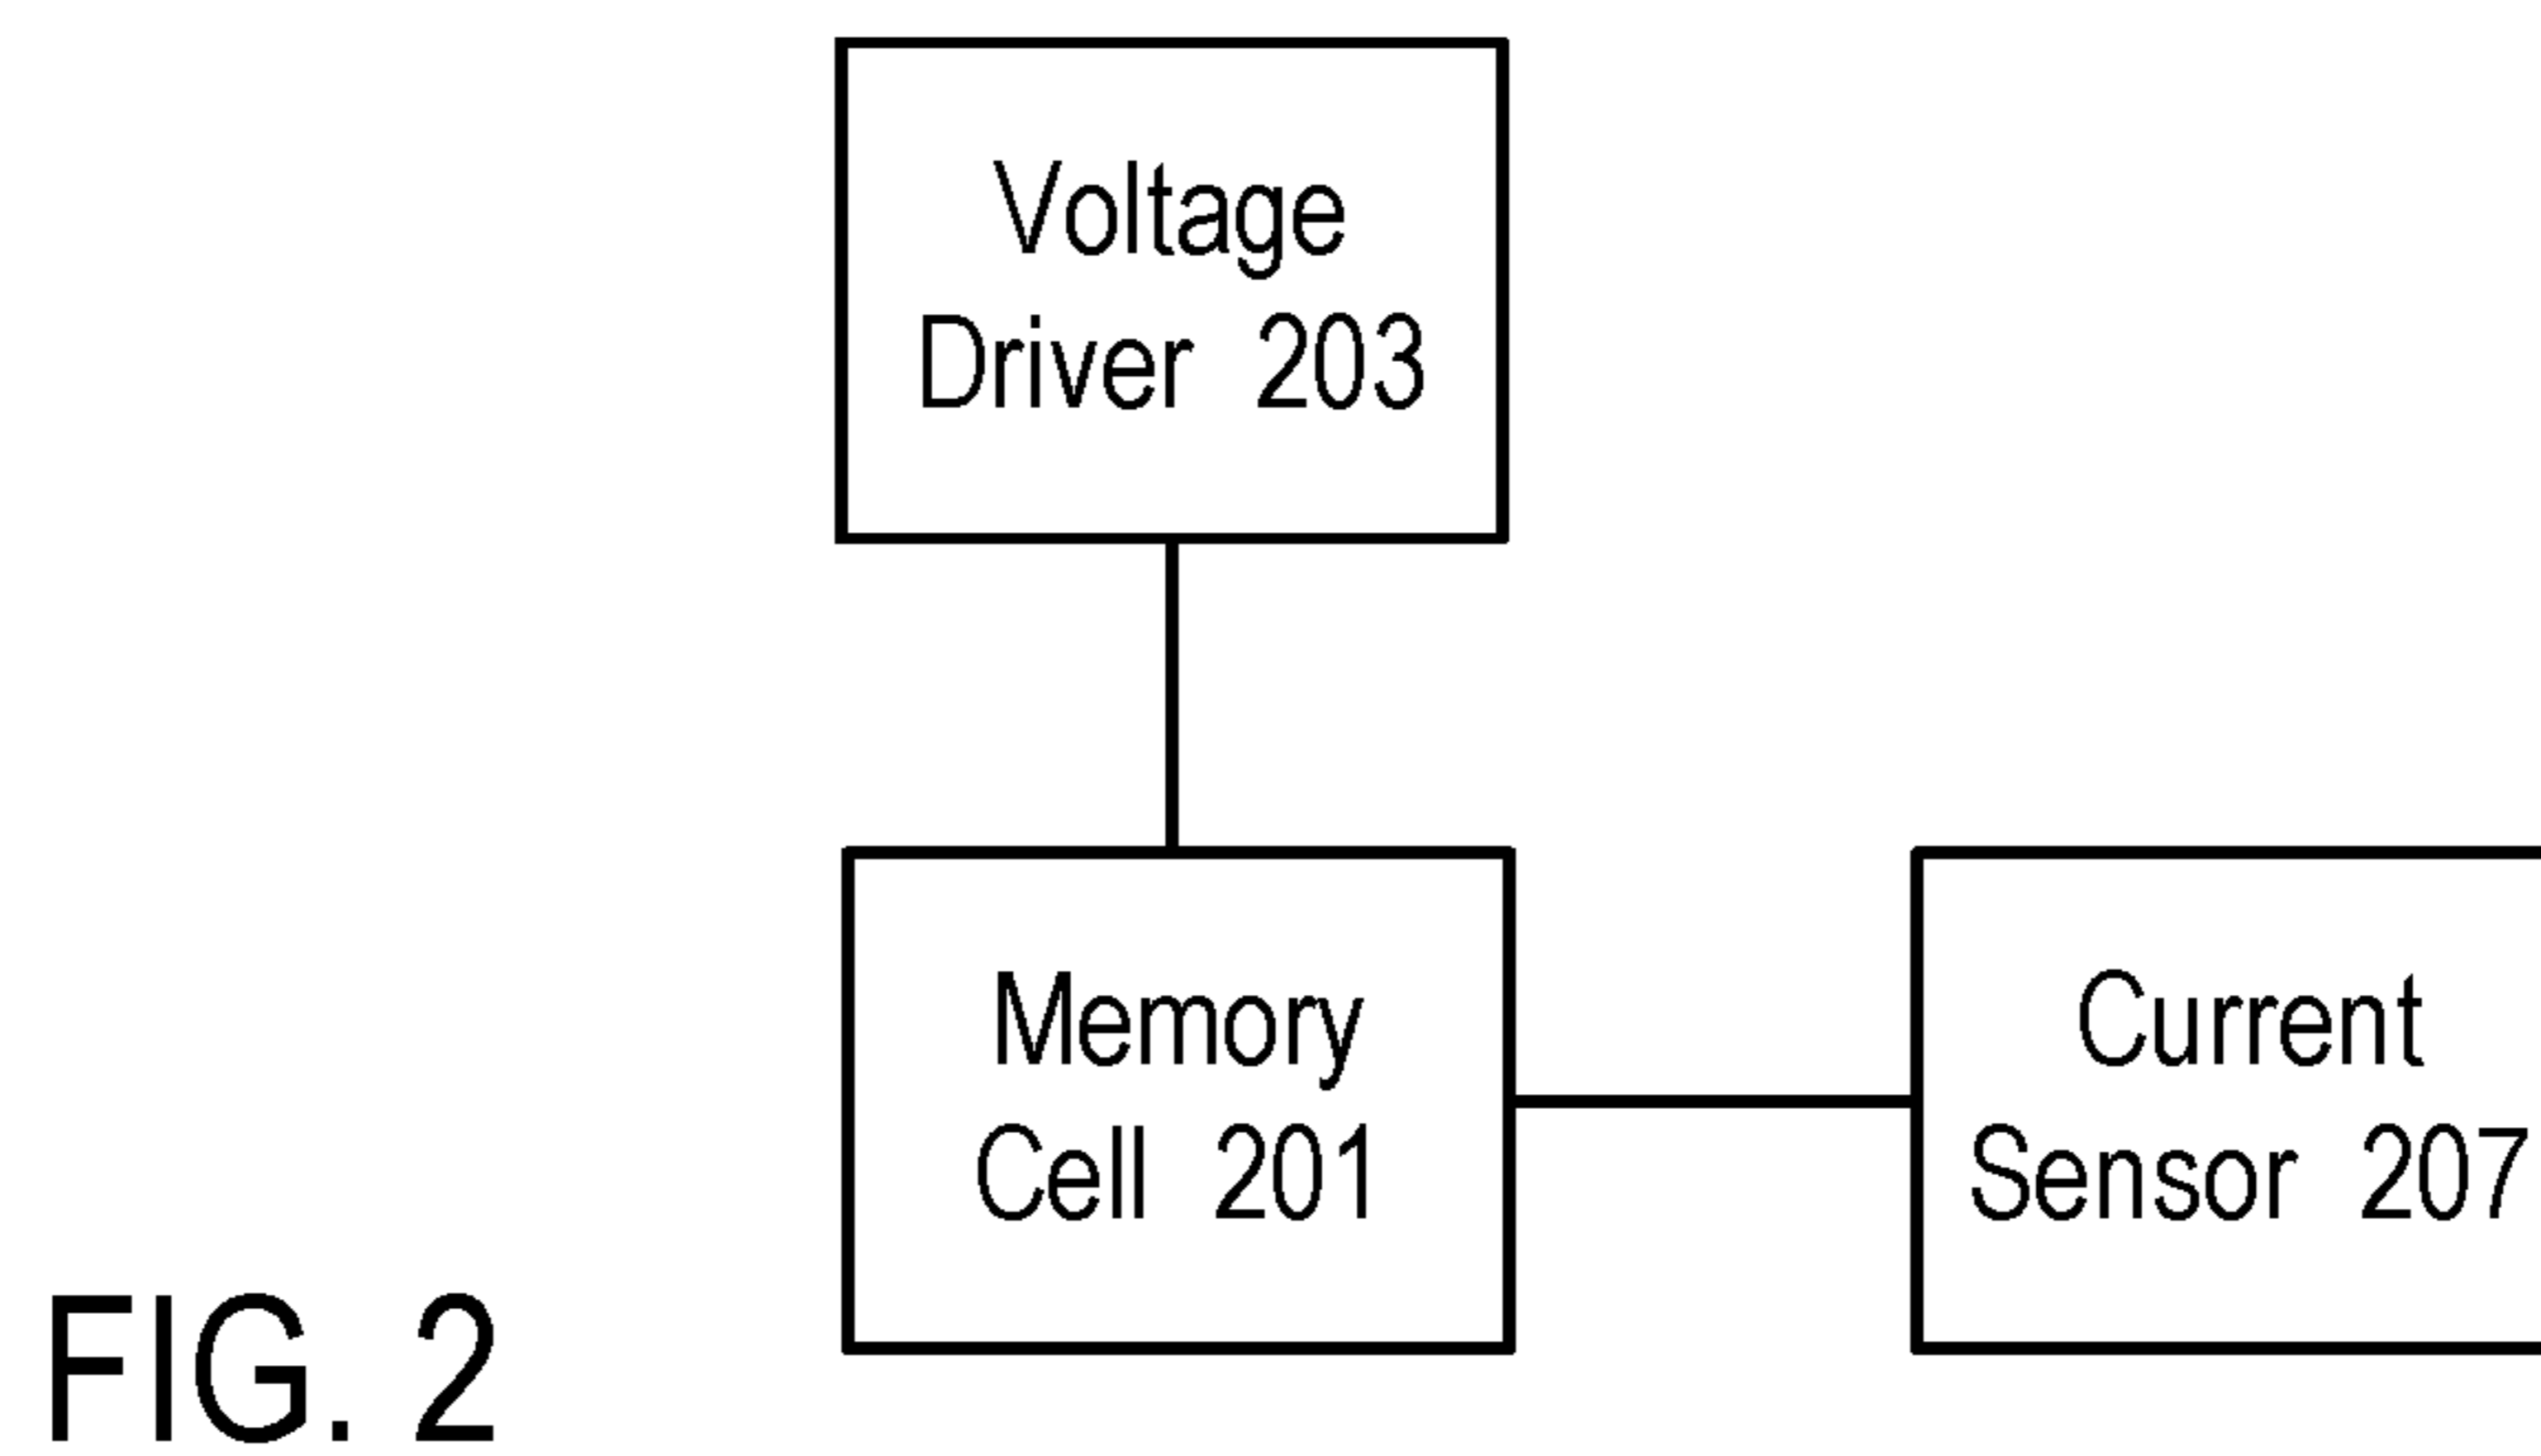 Voltage
Driver 203
Memory
Cell 201
Current
Sensor 207
FIG. 2